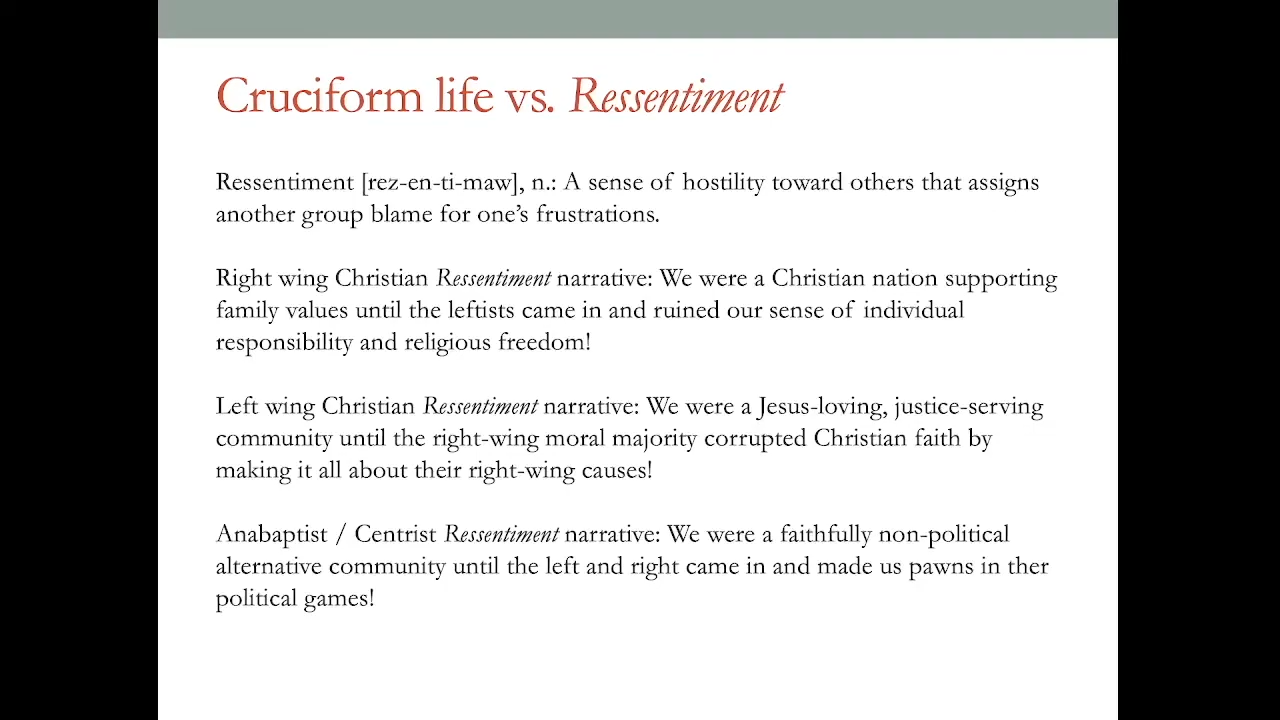 Cruciform life vs. Ressentiment
Ressentiment [rez-en-ti-maw], n.: A sense of hostility toward others that assigns
another group blame for one’s frustrations.
Right wing Christian Ressentiment narrative: We were a Christian nation supporting
family values until the leftists came in and ruined our sense of individual
responsibility and religious freedom!
Left wing Christian Ressentiment narrative: We were a Jesus-loving, justice-serving
community until the right-wing moral majority corrupted Christian faith by
making it all about their right-wing causes!
Anabaptist / Centrist Ressentiment narrative: We were a faithfully non-political
alternative community until the left and right came in and made us pawns in ther
political games!